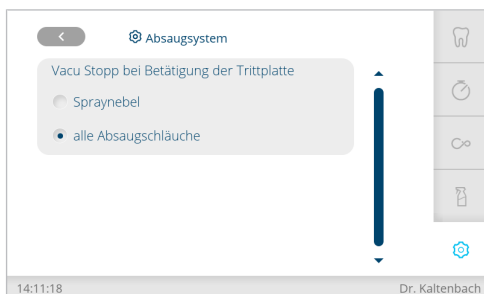 Absaugsystem
Vacu Stopp bei Betätigung der Trittplatte
Spraynebel
alle Absaugschläuche
14:11:18 Dr. Kaltenbach